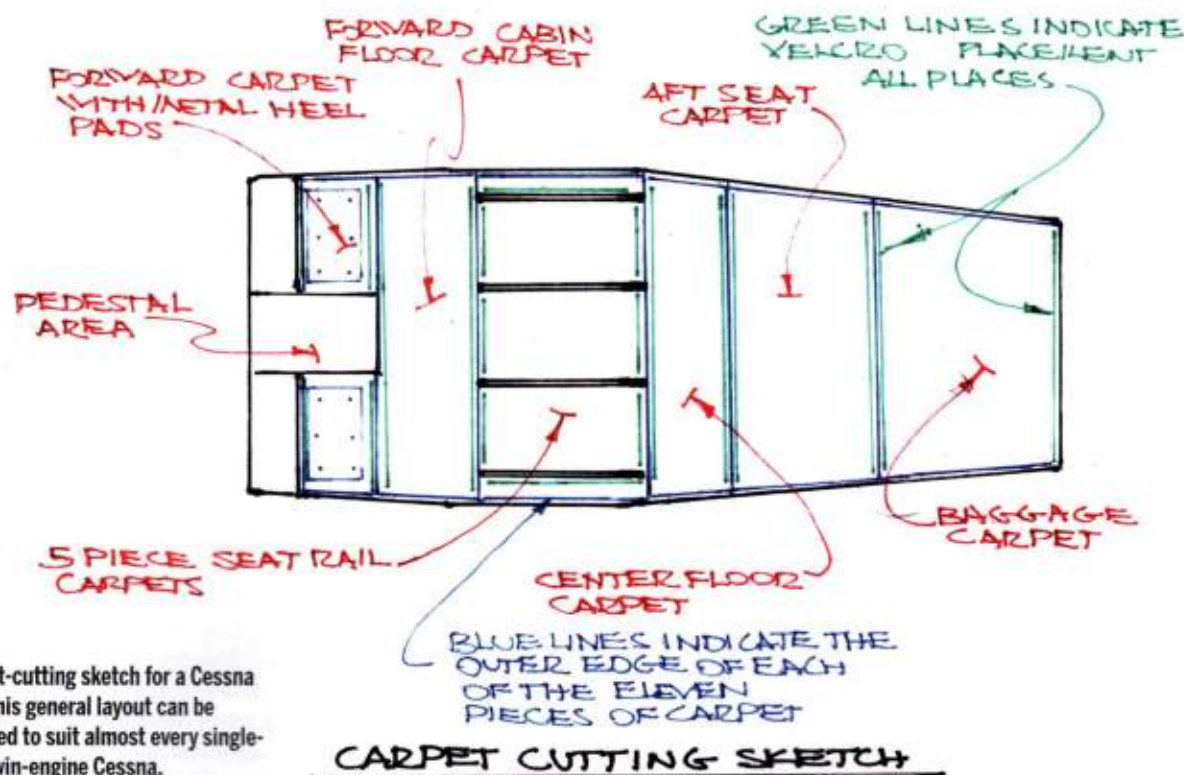 FORWARD CABIN
FLOOR CARPET
GREEN LINES INDICATE
VELCRO PLACEMENT
ALL PLACES
FORWARD CARPET
WITH METAL HEEL
PADS
AFT SEAT
CARPET
PEDESTAL
AREA
5 PIECE SEAT RAIL
CARPETS
CENTER FLOOR
CARPET
BAGGAGE
CARPET
BLUE LINES INDICATE THE
OUTER EDGE OF EACH
OF THE ELEVEN
PIECES OF CARPET
t-cutting sketch for a Cessna
his general layout can be
ed to suit almost every single-
win-engine Cessna.
CARPET CUTTING SKETCH